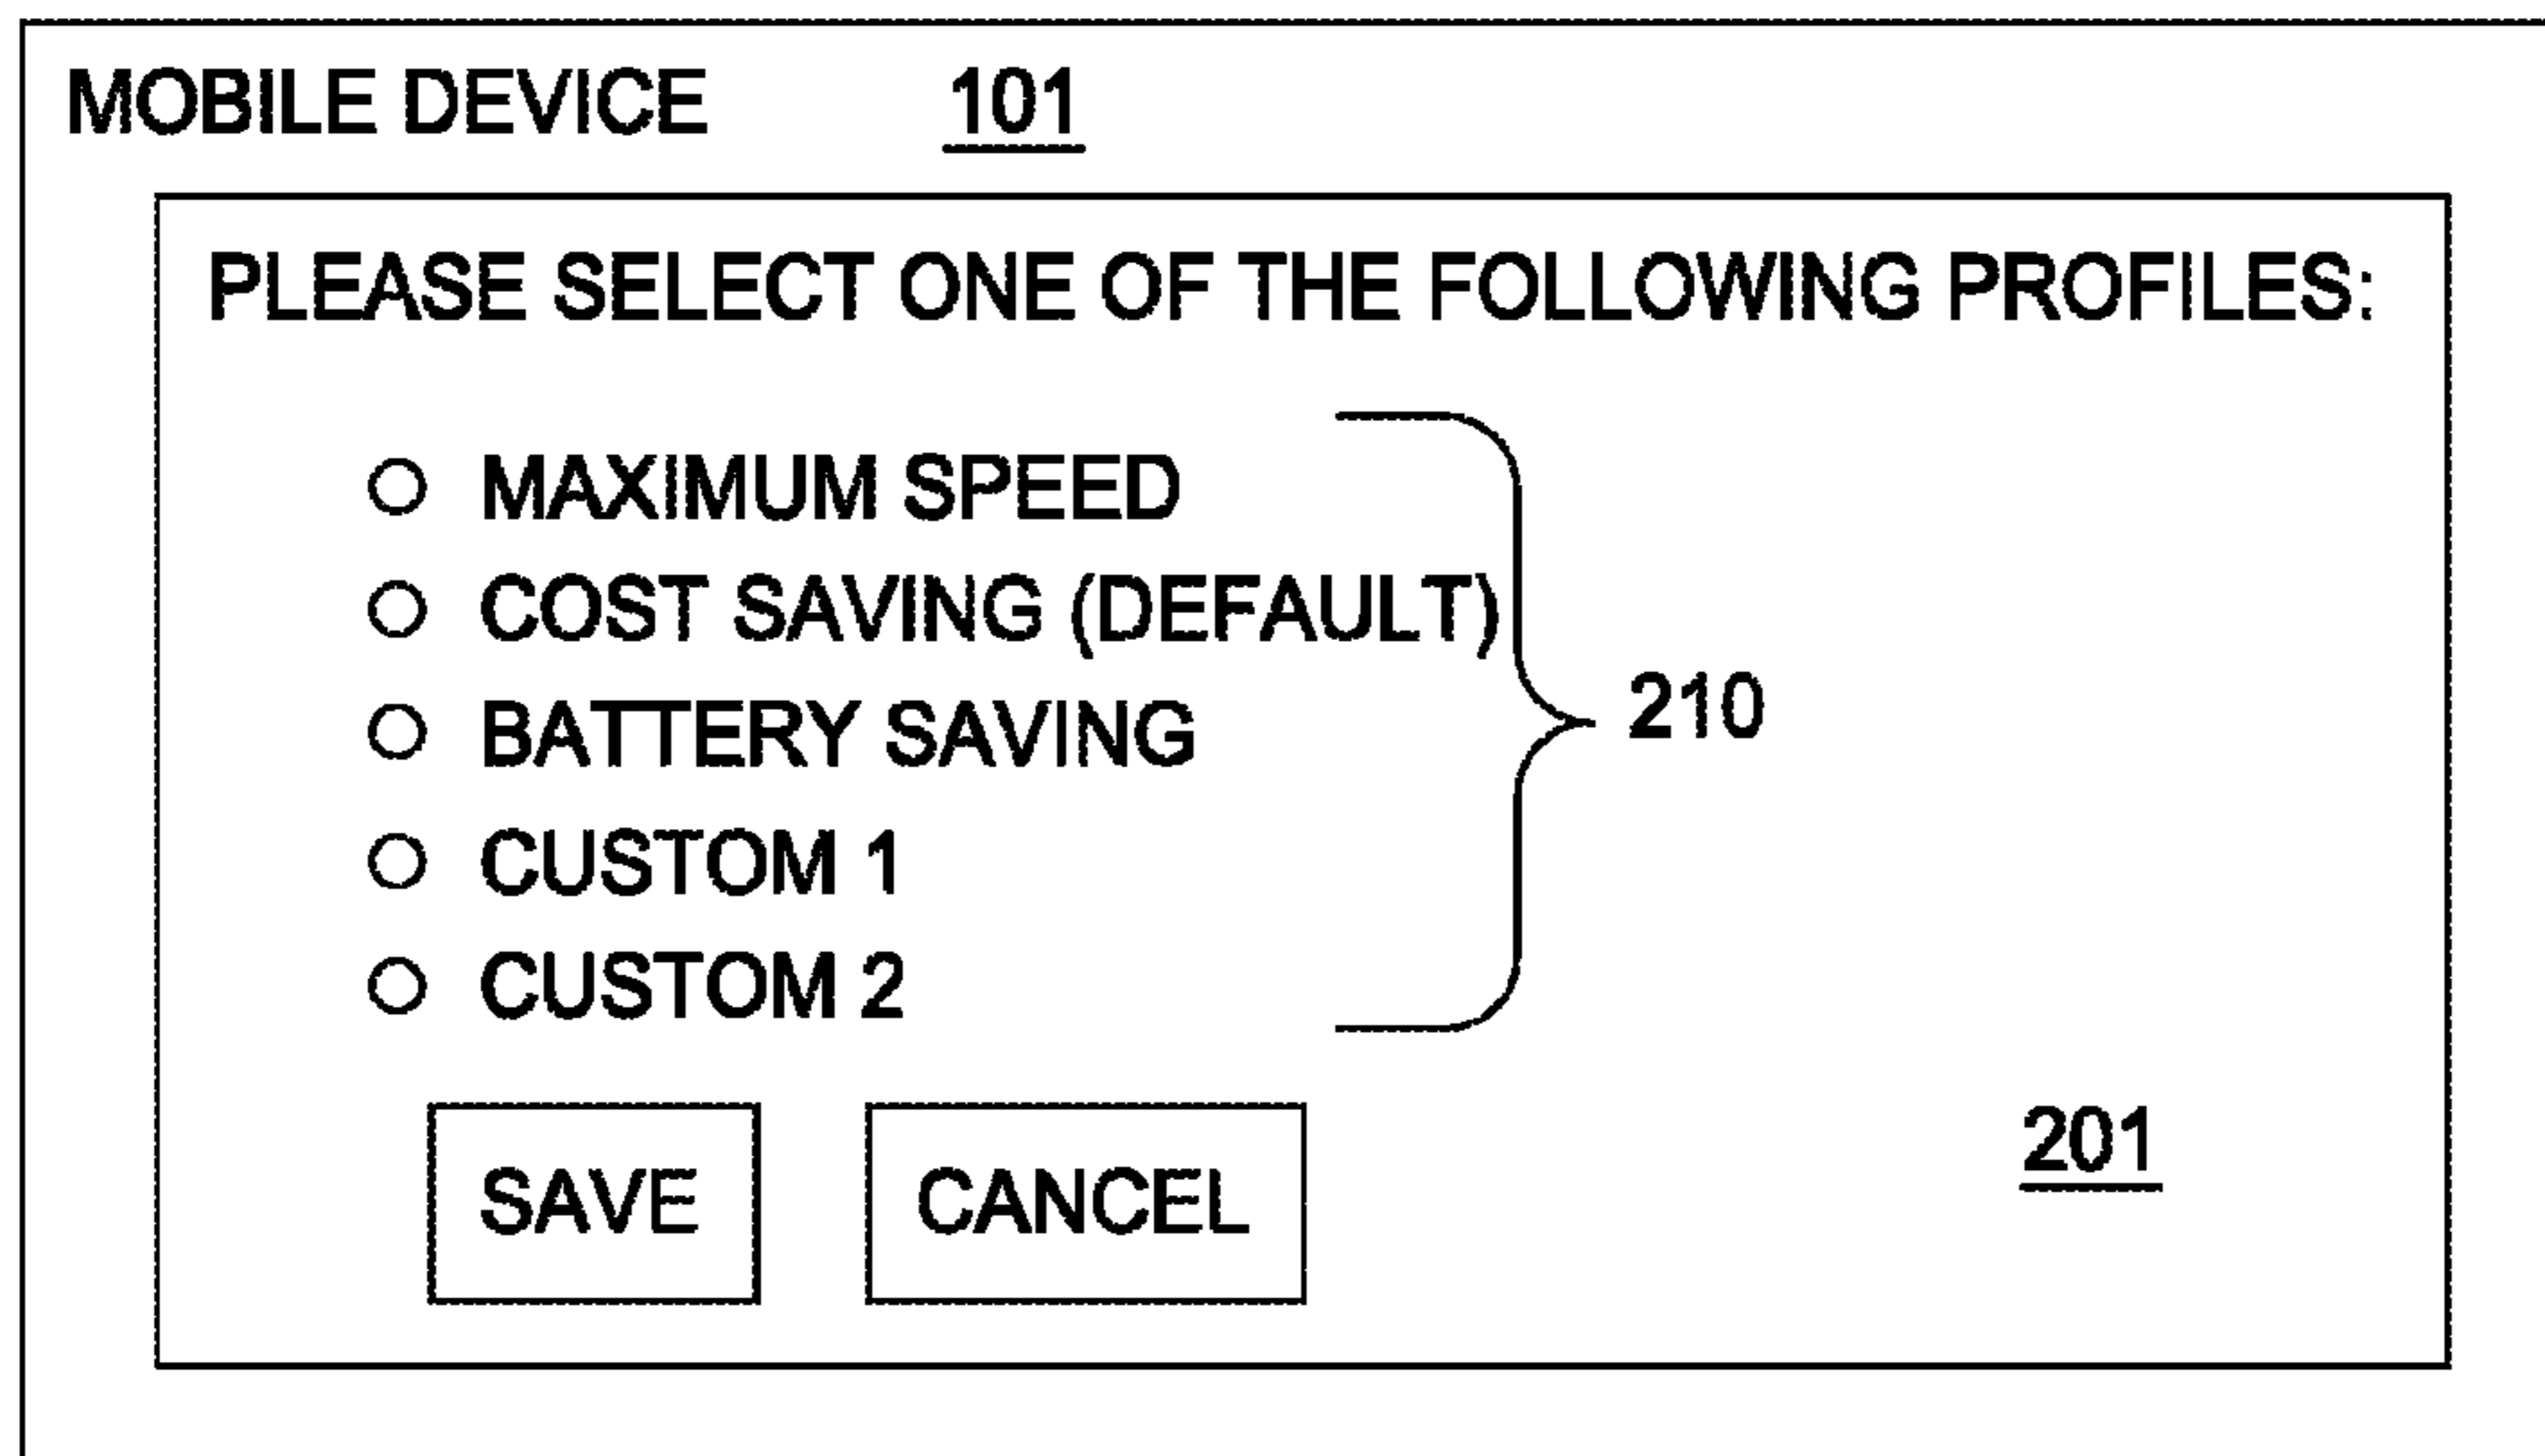 MOBILE DEVICE 101
PLEASE SELECT ONE OF THE FOLLOWING PROFILES:
MAXIMUM SPEED
COST SAVING (DEFAULT)
BATTERY SAVING
210
CUSTOM 1
CUSTOM 2
201
SAVE CANCEL